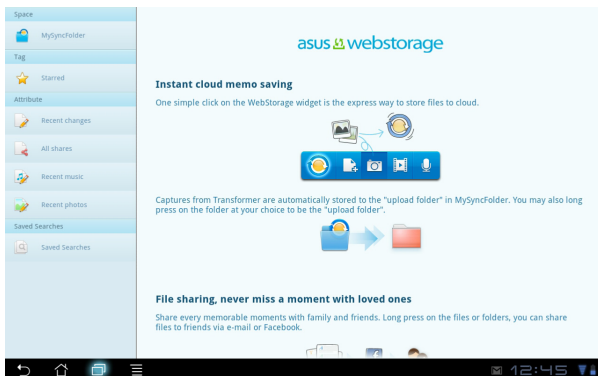 Space
MySyncFolder
Tag
Starred
Attribute
Recent changes
All shares
Recent music
Recent photos
Saved Searches
Saved Searches
asus webstorage
Instant cloud memo saving
One simple click on the WebStorage widget is the express way to store files to cloud.
Captures from Transformer are automatically stored to the "upload folder" in MySyncFolder. You may also long
press on the folder at your choice to be the "upload folder".
File sharing, never miss a moment with loved ones
Share every memorable moments with family and friends. Long press on the files or folders, you can share
files to friends via e-mail or Facebook.
12:45